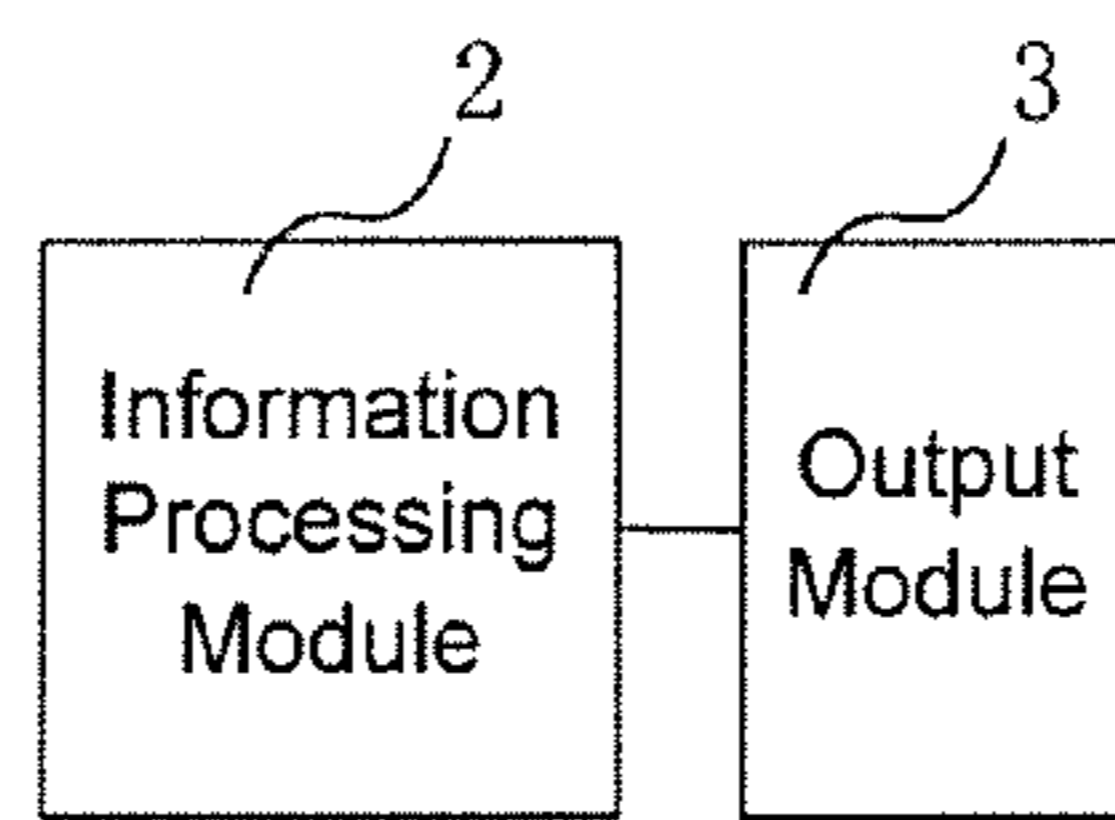 2
3
Information
Processing
Module
Output
Module